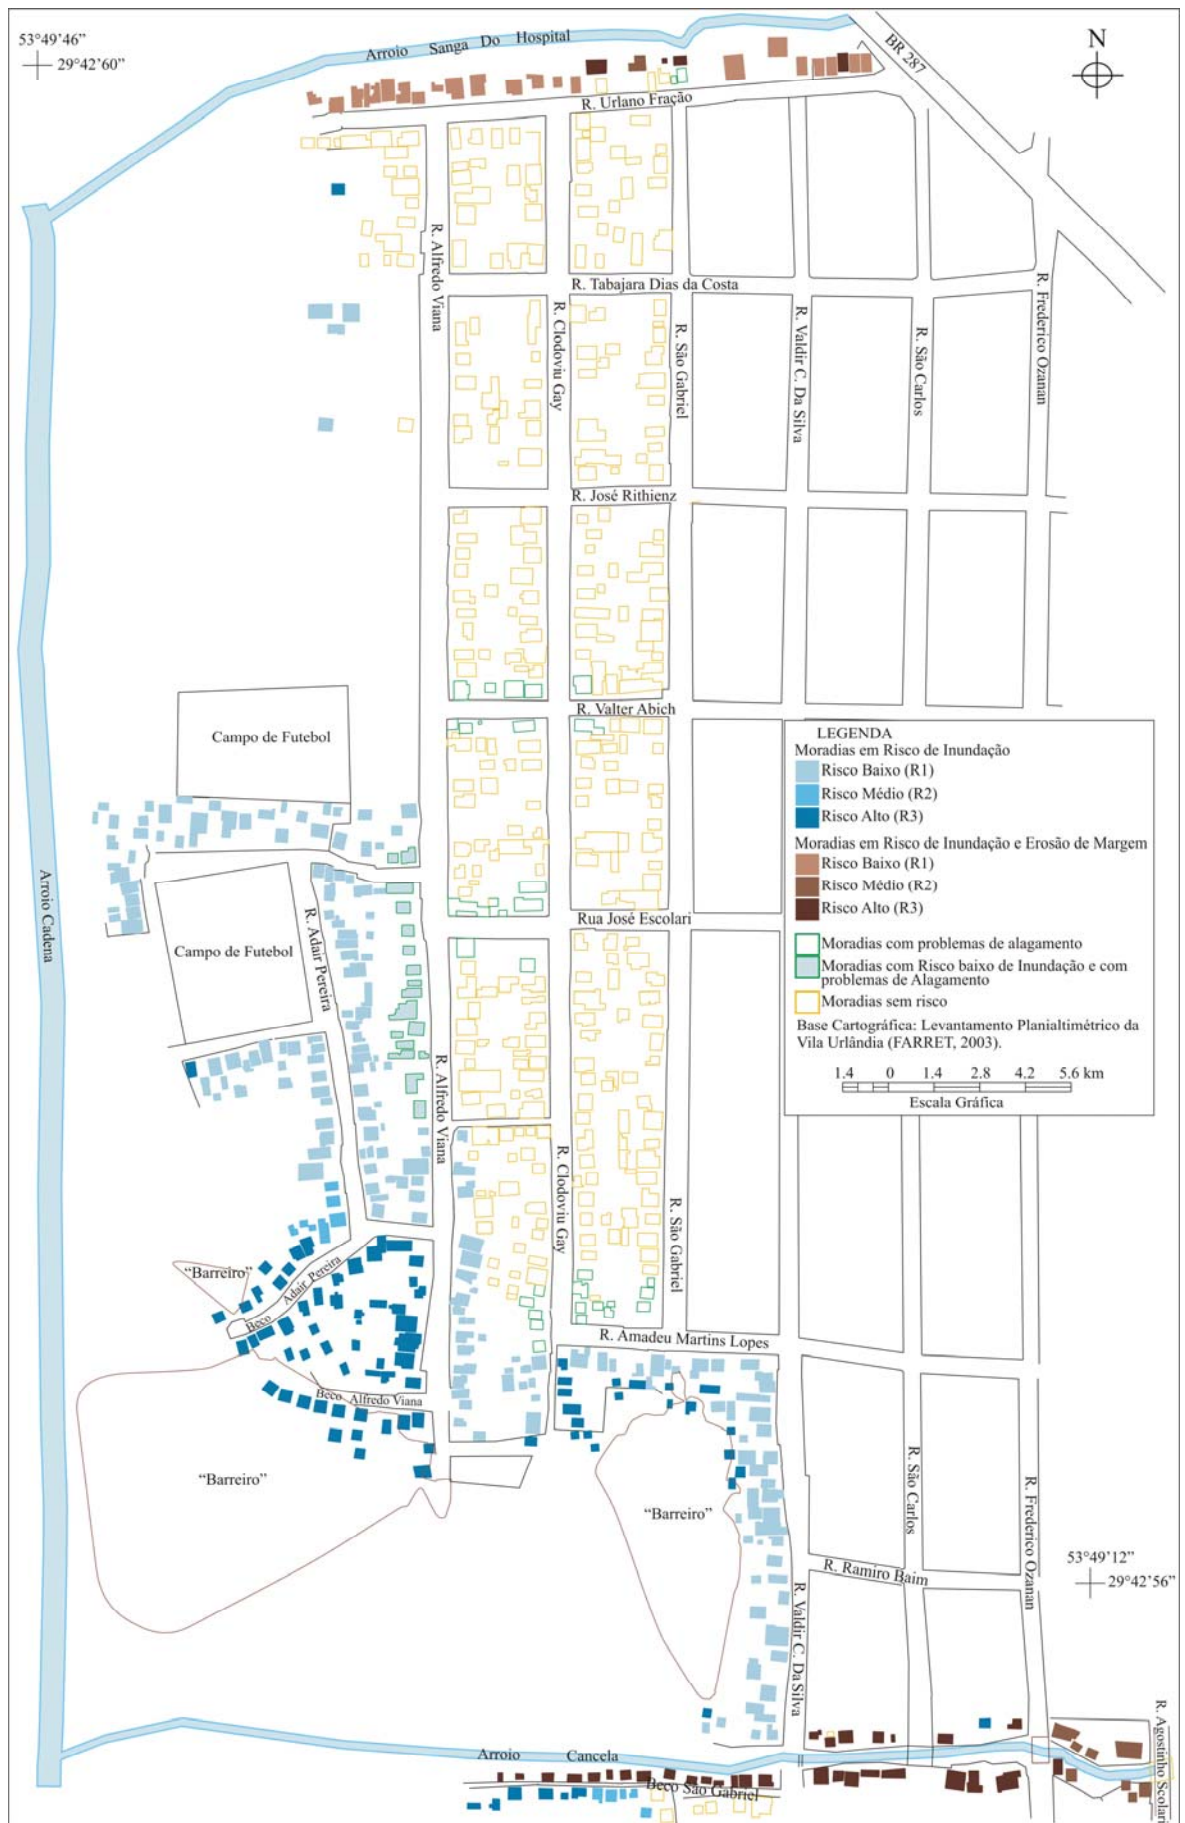 53°49'46”
29°42’60”
Arroio Sanga Do Hospital
BR 287
N
R. Urlano Fração
R. Alfredo Viana
R. Tabajara Dias da Costa
R. Clodoviu Gay
R. São Gabriel
R. Valdir C. Da Silva
R. São Carlos
R. Frederico Ozanan
R. José Rithienz
R. Valter Abich
Campo de Futebol
LEGENDA
Moradias em Risco de Inundação
Risco Baixo (R1)
Risco Médio (R2)
Risco Alto (R3)
Moradias em Risco de Inundação e Erosão de Margem
Risco Baixo (R1)
Risco Médio (R2)
Risco Alto (R3)
Moradias com problemas de alagamento
Moradias com Risco baixo de Inundação e com
problemas de Alagamento
Moradias sem risco
Base Cartográfica: Levantamento Planialtimétrico da
Vila Urlândia (FARRET, 2003).
1.4 0 1.4 2.8 4.2 5.6 km
Escala Gráfica
Arroio Cadena
Campo de Futebol
R. Adair Pereira
Rua José Escolari
R. Alfredo Viana
R. Clodoviu Gay
R. São Gabriel
“Barreiro”
Beco Adair Pereira
R. Amadeu Martins Lopes
Beco Alfredo Viana
“Barreiro”
“Barreiro”
R. São Carlos
R. Frederico Ozanan
53°49’12”
29°42’56”
R. Ramiro Baim
R. Valdir C. Da Silva
R. Agostinho Scolari
Arroio Cancela
Beco São Gabriel